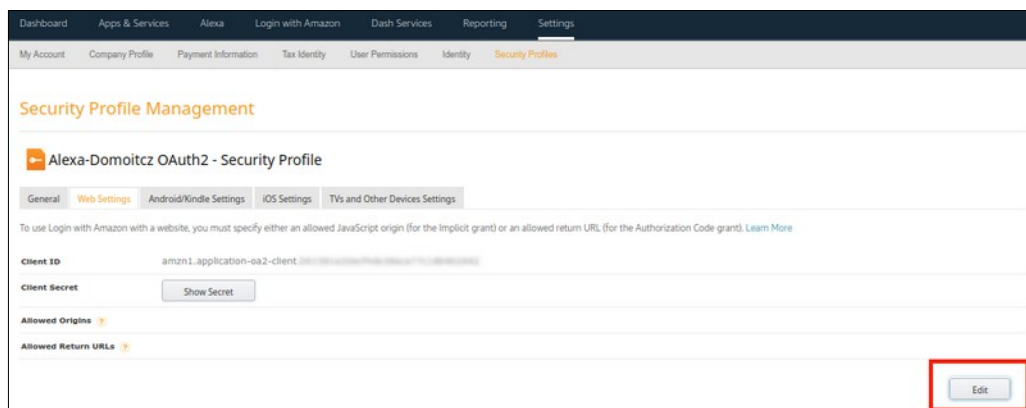 Dashboard Apps & Services Alexa Login with Amazon Dash Services Reporting Settings
My Account Company Profile Payment Information Tax Identity User Permissions Identity Security Profiles
Security Profile Management
Alexa-Domoitcz OAuth2 - Security Profile
General Web Settings Android/Kindle Settings iOS Settings TVs and Other Devices Settings
To use Login with Amazon with a website, you must specify either an allowed JavaScript origin (for the Implicit grant) or an allowed return URL (for the Authorization Code grant). Learn More
Client ID amzn1.application-oa2-client.
Client Secret Show Secret
Allowed Origins ?
Allowed Return URLs ?
Edit